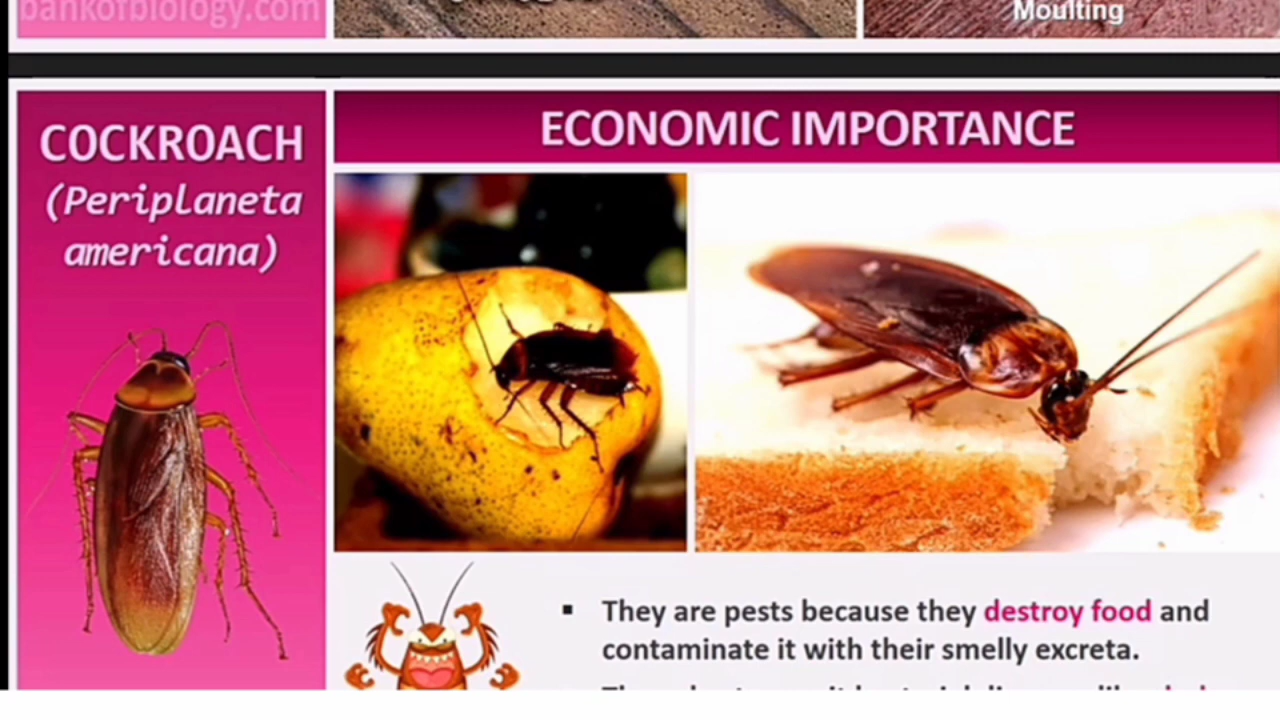 bankofbiology.com
Moulting
COCKROACH
(Periplaneta
americana)
ECONOMIC IMPORTANCE
▪ They are pests because they destroy food and
contaminate it with their smelly excreta.